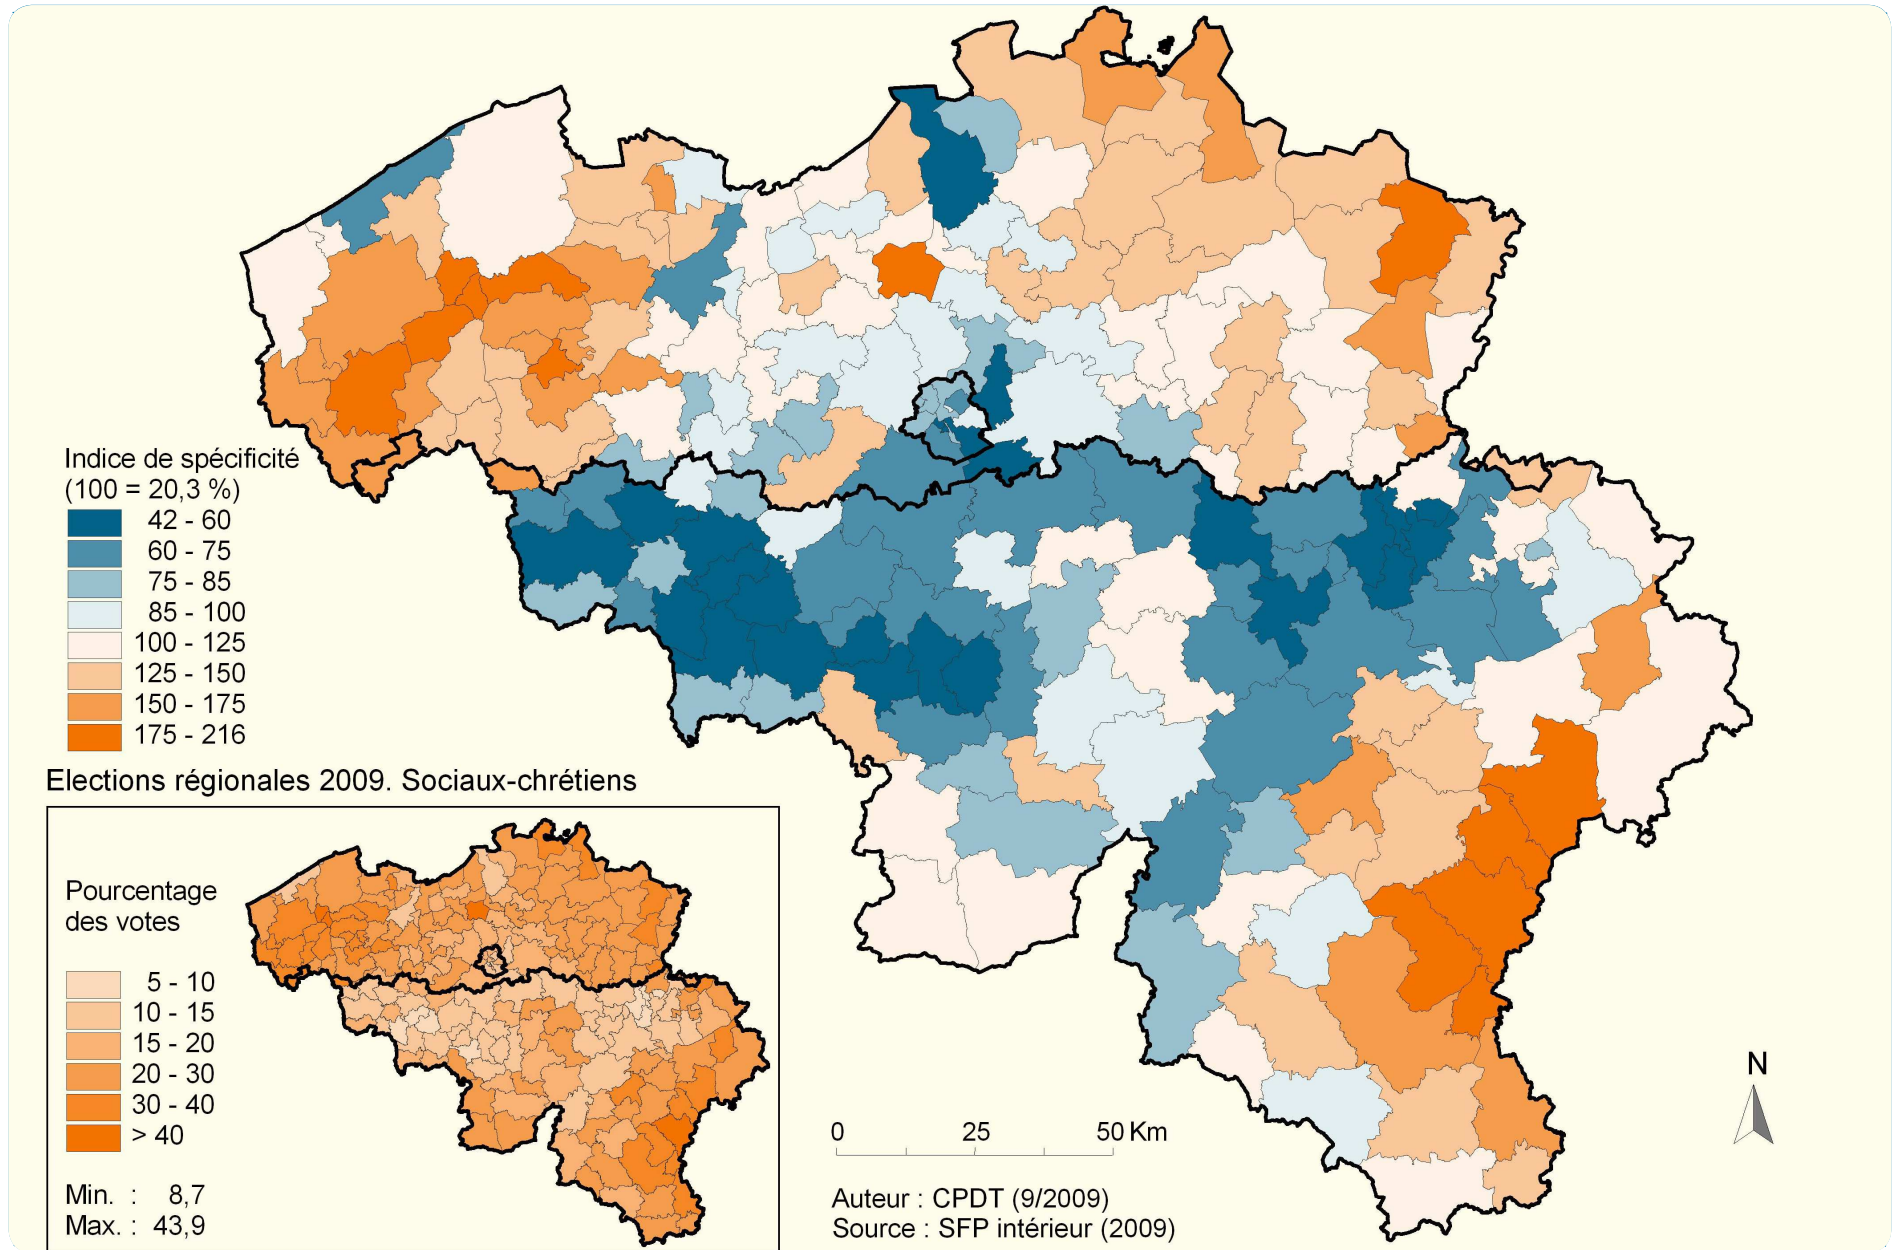 Indice de spécificité
(100 = 20,3 %)
42 - 60
60 - 75
75 - 85
85 - 100
100 - 125
125 - 150
150 - 175
175 - 216
Elections régionales 2009. Sociaux-chrétiens
Pourcentage
des votes
5 - 10
10 - 15
15 - 20
20 - 30
30 - 40
> 40
Min. : 8,7
Max. : 43,9
0 25 50 Km
Auteur : CPDT (9/2009)
Source : SFP intérieur (2009)
N